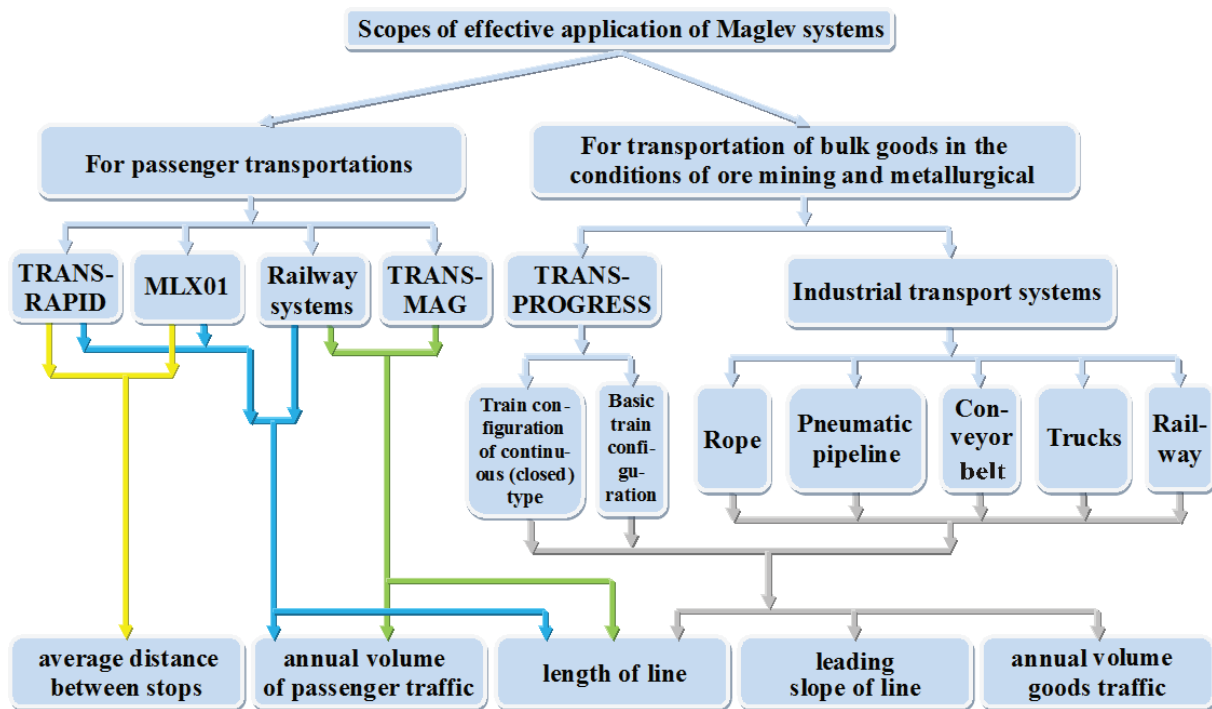 Scopes of effective application of Maglev systems
For passenger transportations
For transportation of bulk goods in the
conditions of ore mining and metallurgical
TRANS-
RAPID
MLX01
Railway
systems
TRANS-
MAG
TRANS-
PROGRESS
Industrial transport systems
Train con-
figuration
of continu-
ous (closed)
type
Basic
train
confi-
gu-
ration
Rope
Pneumatic
pipeline
Con-
veyor
belt
Trucks
Rail-
way
average distance
between stops
annual volume
of passenger traffic
length of line
leading
slope of line
annual volume
goods traffic